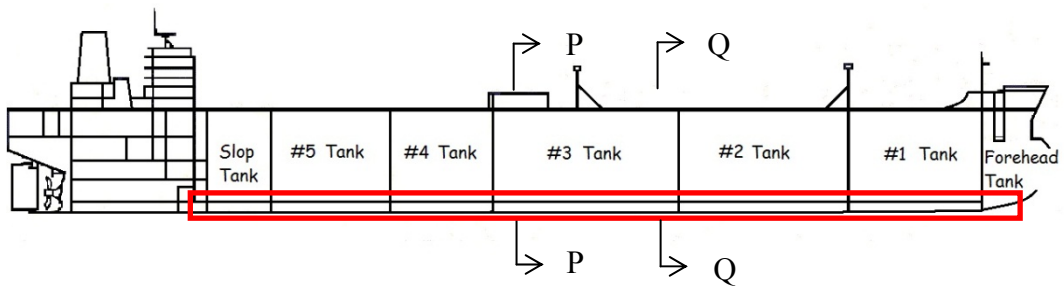 P
Q
Slop
Tank
#5 Tank
#4 Tank
#3 Tank
#2 Tank
#1 Tank
Forehead
Tank
P
Q